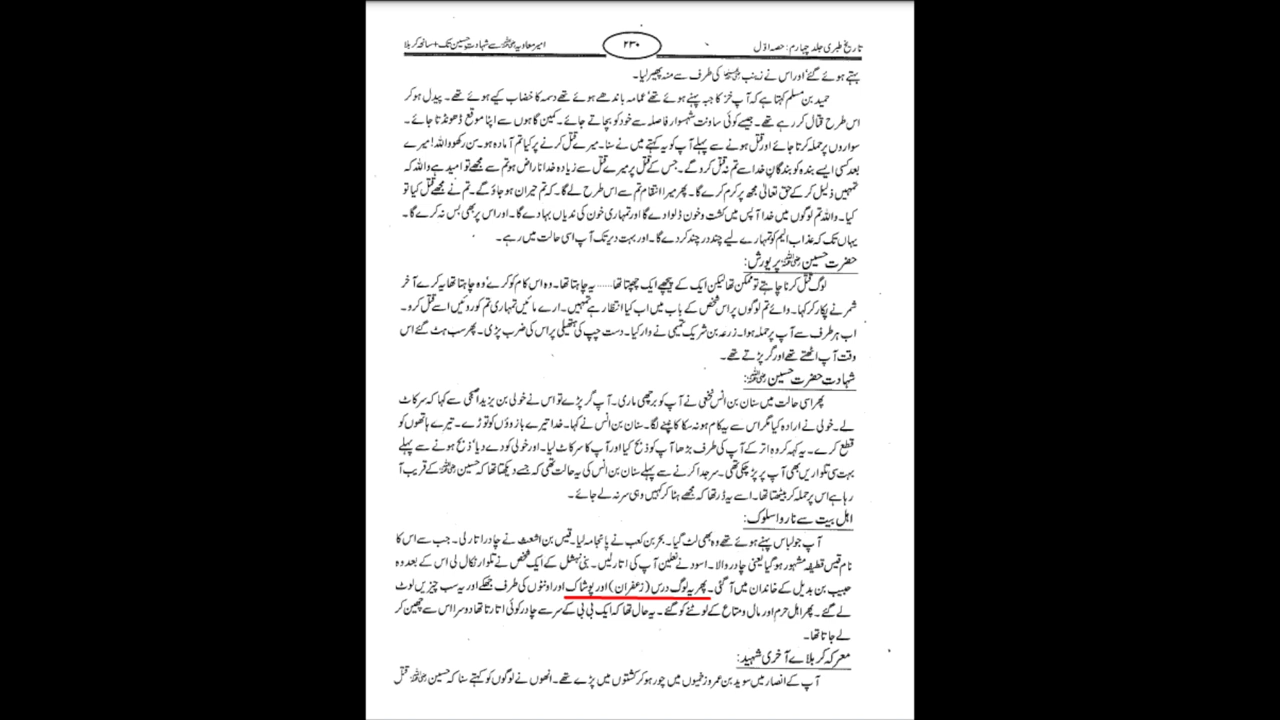 تاریخ طبری جلد چہارم: حصہ اوّل
۲۳۰
امیر معاویہ رضی اللہ عنہ سے شہادتِ حسین تک + سانحہ کربلا
بہتے ہوئے گئے‘ اور اس نے زینب رضی اللہ عنہا کی طرف سے منہ پھیر لیا۔
حمید بن مسلم کہتا ہے کہ آپ خز کا جبہ پہنے ہوئے تھے‘ عمامہ باندھے ہوئے تھے وسمہ کا خضاب کیے ہوئے تھے۔ پیدل ہو کر
اس طرح قتال کر رہے تھے۔ جیسے کوئی ساونت شہسوار فاصلہ سے خود کو بچاتے جائے۔ کمین گاہوں سے اپنا موقع ڈھونڈتا جائے۔
سواروں پر حملہ کرتا جائے اور قتل ہونے سے پہلے آپ کو یہ کہتے میں نے سنا۔ میرے قتل کرنے پر کیا تم آمادہ ہو۔ سن رکھو واللہ! میرے
بعد کسی ایسے بندہ کو بندگانِ خدا سے تم نہ قتل کرو گے۔ جس کے قتل پر میرے قتل سے زیادہ خدا ناراض ہو تم سے مجھے تو امید ہے واللہ کہ
تمہیں ذلیل کر کے حق تعالیٰ مجھ پر کرم کرے گا۔ پھر میرا انتقام تم سے اس طرح لے گا۔ کہ تم حیران ہو جاؤ گے۔ تم نے مجھے قتل کیا تو
کیا۔ واللہ تم لوگوں میں خدا آپس میں کشت و خون ڈلوا دے گا اور تمہاری خون کی ندیاں بہا دے گا۔ اور اس پر بھی بس نہ کرے گا۔
یہاں تک کہ عذاب الیم کو تمہارے لیے چند در چند کر دے گا۔ اور بہت دیر تک آپ اسی حالت میں رہے۔
حضرت حسین رضی اللہ عنہ پر یورش:
لوگ قتل کرنا چاہتے تو ممکن تھا لیکن ایک کے پیچھے ایک چھپتا تھا...... یہ چاہتا تھا۔ وہ اس کام کو کرے‘ وہ چاہتا تھا یہ کرے آخر
شمر نے پکار کر کہا۔ وائے تم لوگوں پر اس شخص کے باب میں اب کیا انتظار ہے تمہیں۔ ارے مائیں تمہاری تم کو روئیں اسے قتل کرو۔
اب ہر طرف سے آپ پر حملہ ہوا۔ زرعہ بن شریک تمیمی نے وار کیا۔ دست چپ کی ہتھیلی پر اس کی ضرب پڑی۔ پھر سب ہٹ گئے اس
وقت آپ اٹھتے تھے اور گر پڑتے تھے۔
شہادت حضرت حسین رضی اللہ عنہ:
پھر اسی حالت میں سنان بن انس نخعی نے آپ کو برچھی ماری۔ آپ گر پڑے تو اس نے خولی بن یزید اصبحی سے کہا کہ سر کاٹ
لے۔ خولی نے ارادہ کیا مگر اس سے یہ کام ہو نہ سکا کانپنے لگا۔ سنان بن انس نے کہا۔ خدا تیرے بازوؤں کو توڑے۔ تیرے ہاتھوں کو
قطع کرے۔ یہ کہہ کر وہ اتر کے آپ کی طرف بڑھا آپ کو ذبح کیا اور آپ کا سر کاٹ لیا۔ اور خولی کو دے دیا‘ ذبح ہونے سے پہلے
بہت سی تلواریں بھی آپ پر پڑ چکی تھی۔ سر جدا کرنے سے پہلے سنان بن انس کی یہ حالت تھی کہ جسے دیکھتا تھا کہ حسین رضی اللہ عنہ کے قریب آ
رہا ہے اس پر حملہ کر بیٹھتا تھا۔ اسے یہ ڈر تھا کہ مجھے ہٹا کر کہیں وہی سر نہ لے جائے۔
اہل بیت سے ناروا سلوک:
آپ جو لباس پہنے ہوئے تھے وہ بھی لٹ گیا۔ بحر بن کعب نے پائجامہ لیا۔ قیس بن اشعث نے چادر اتار لی۔ جب سے اس کا
نام قیس قطیفہ مشہور ہو گیا یعنی چادر والا۔ اسود نے نعلین آپ کی اتار لیں۔ بنی نہشل کے ایک شخص نے تلوار نکال لی اس کے بعد وہ
حبیب بن بدیل کے خاندان میں آ گئی۔ پھر یہ لوگ درس (زعفران) اور پوشاک اور اونٹوں کی طرف جھکے اور یہ سب چیزیں لوٹ
لے گئے۔ پھر اہل حرم اور مال و متاع کے لوٹنے کو گئے۔ یہ حال تھا کہ ایک بی بی کے سر سے چادر کوئی اتارتا تھا دوسرا اس سے چھین کر
لے جاتا تھا۔
معرکہ کربلا کے آخری شہید:
آپ کے انصار میں سوید بن عمرو زخمیوں میں چور ہو کر کشتوں میں پڑے تھے۔ انھوں نے لوگوں کو کہتے سنا کہ حسین رضی اللہ عنہ قتل